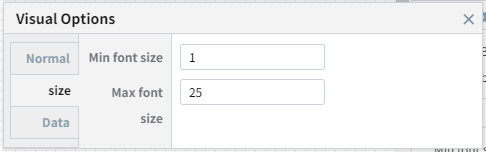 Visual Options
Normal
size
Data
Min font size
1
Max font
size
25